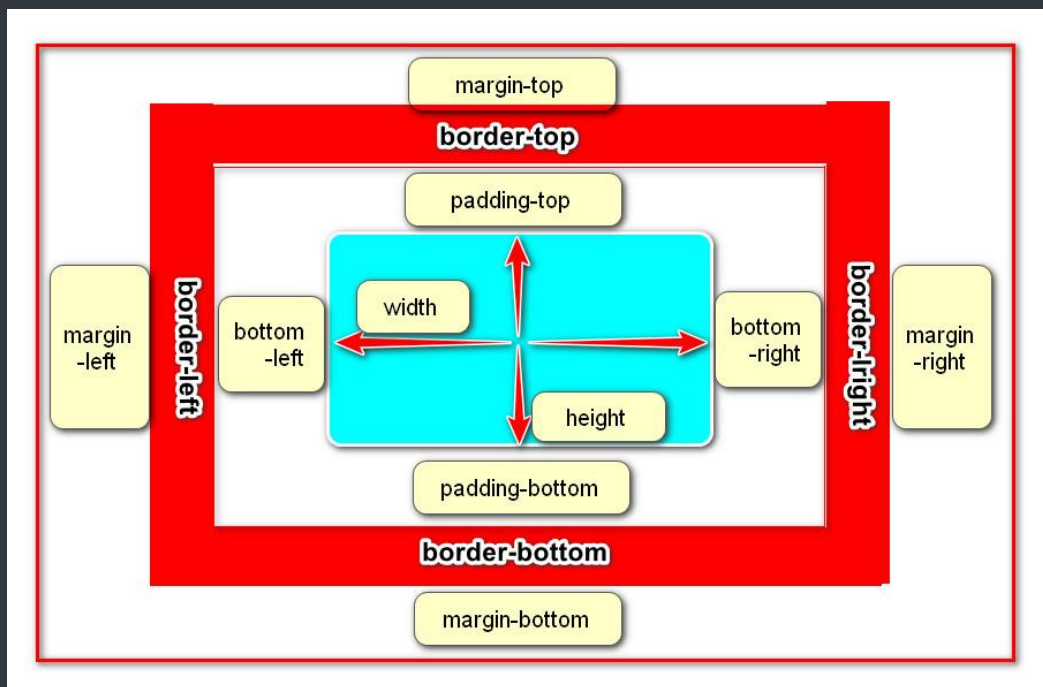 margin-top
border-top
padding-top
width
margin
-left
border-left
bottom
-left
bottom
-right
border-lright
margin
-right
height
padding-bottom
border-bottom
margin-bottom